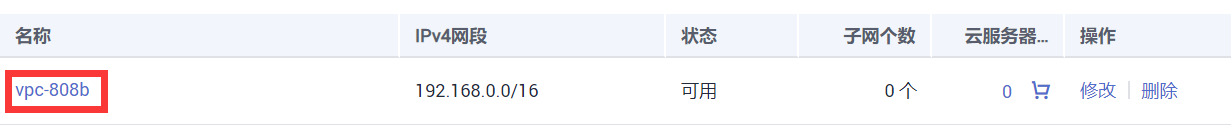 名称 IPv4网段 状态 子网个数 云服务器... 操作
vpc-808b 192.168.0.0/16 可用 0 个 0 修改 删除